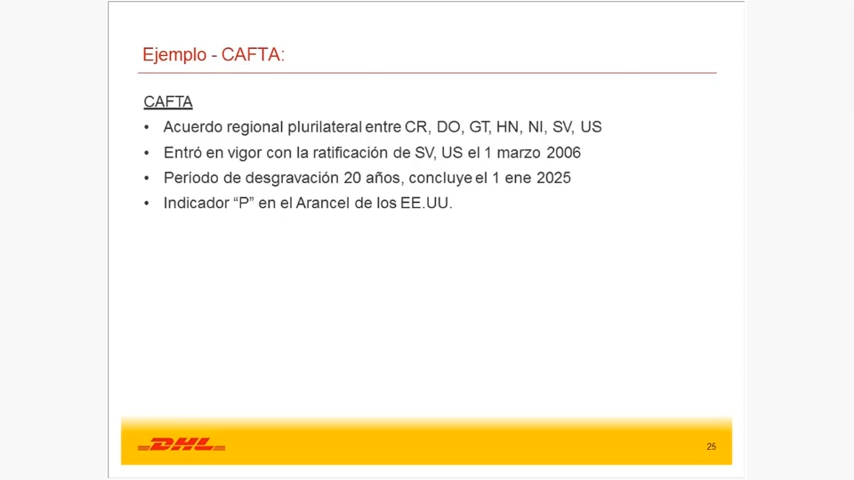 Ejemplo - CAFTA:
CAFTA
• Acuerdo regional plurilateral entre CR, DO, GT, HN, NI, SV, US
• Entró en vigor con la ratificación de SV, US el 1 marzo 2006
• Período de desgravación 20 años, concluye el 1 ene 2025
• Indicador “P” en el Arancel de los EE.UU.
DHL
25